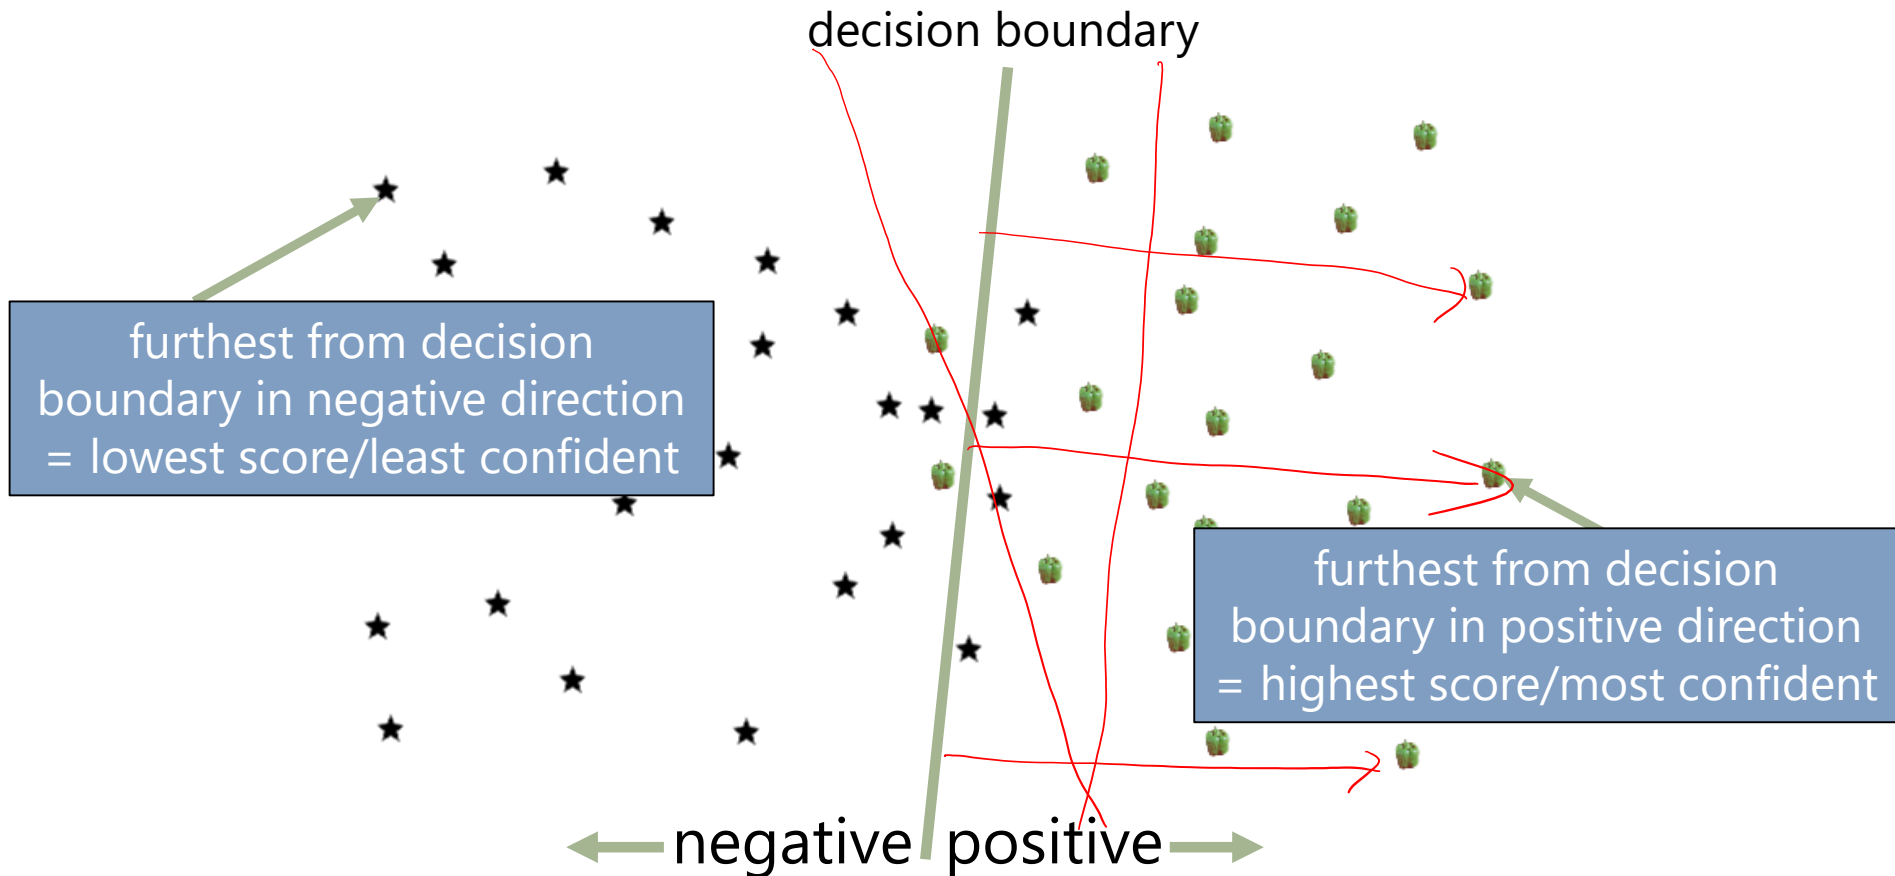 decision boundary
furthest from decision
boundary in negative direction
= lowest score/least confident
furthest from decision
boundary in positive direction
= highest score/most confident
negative positive